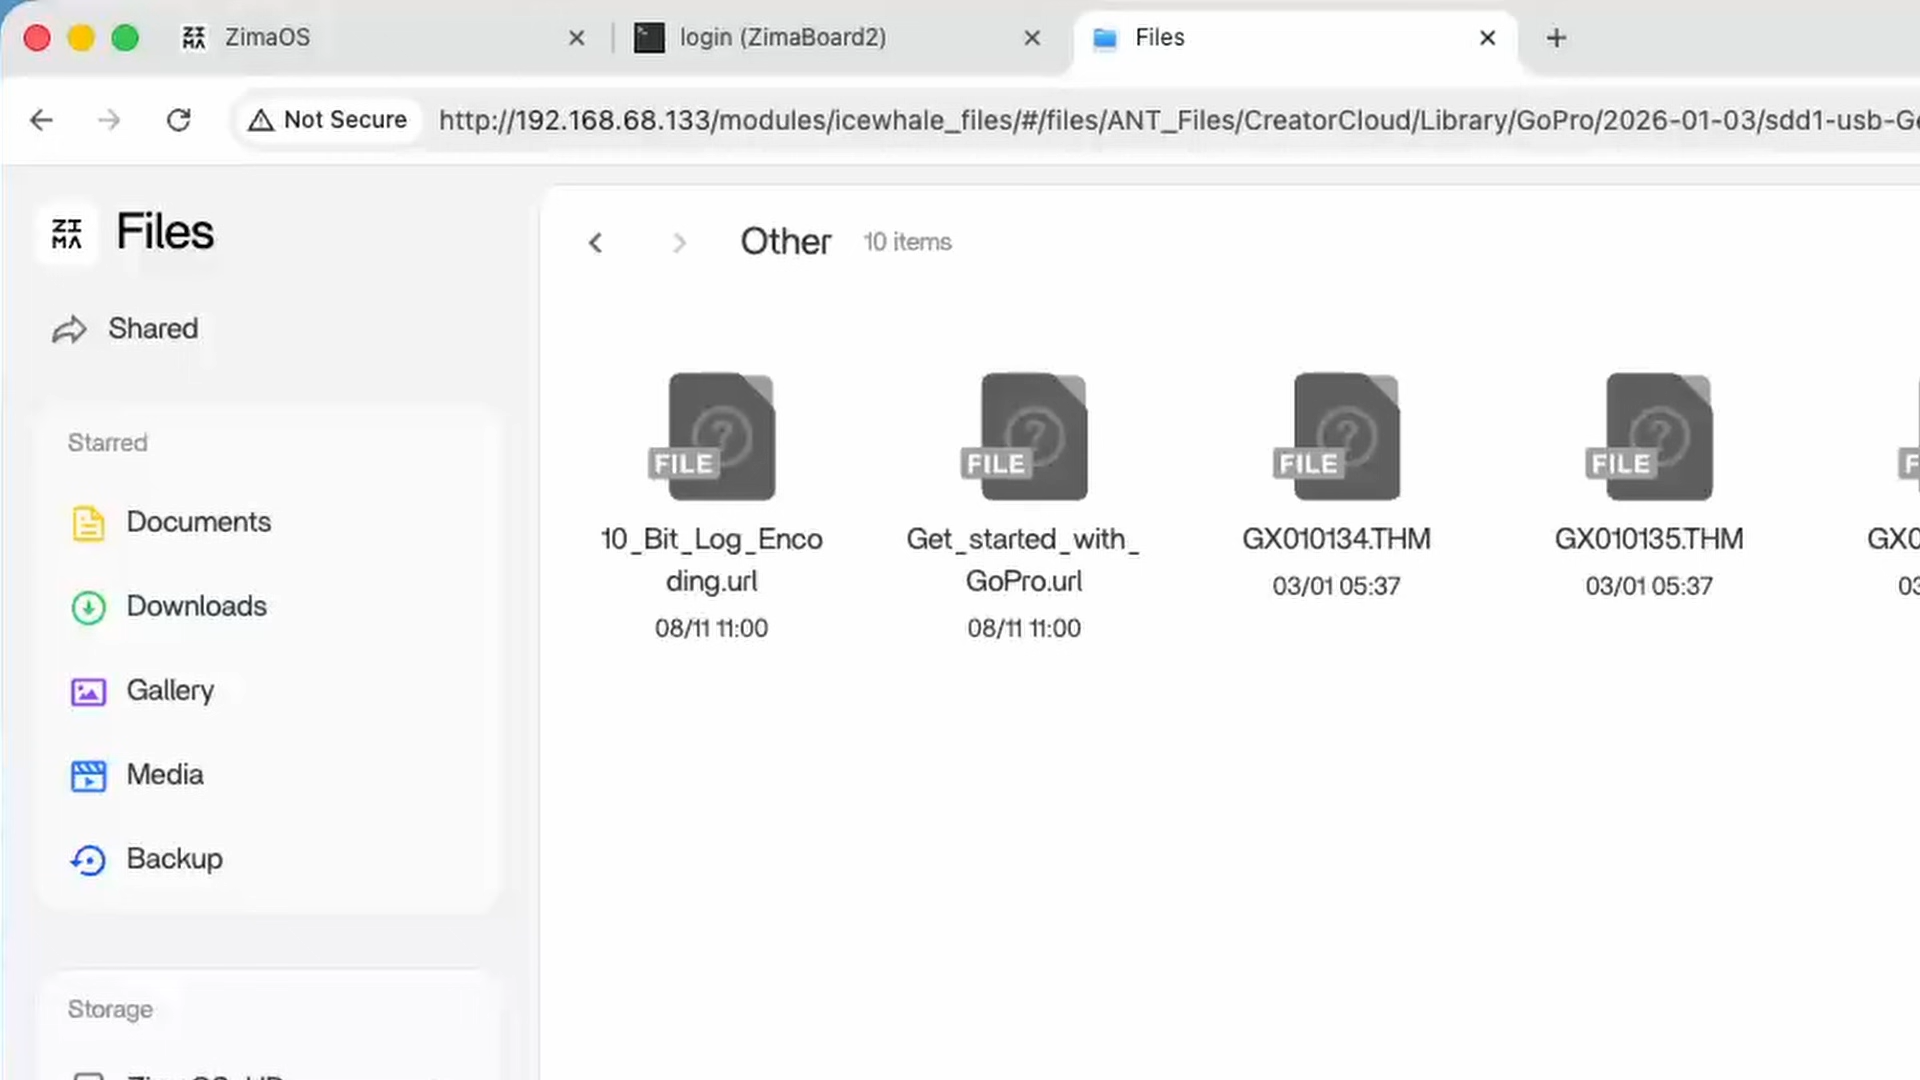 ZimaOS
login (ZimaBoard2)
Files
Not Secure
http://192.168.68.133/modules/icewhale_files/#/files/ANT_Files/CreatorCloud/Library/GoPro/2026-01-03/sdd1-usb-G
ZI
MA
Files
Shared
Starred
Documents
Downloads
Gallery
Media
Backup
Storage
Other 10 items
FILE
10_Bit_Log_Enco
ding.url
08/11 11:00
FILE
Get_started_with_
GoPro.url
08/11 11:00
FILE
GX010134.THM
03/01 05:37
FILE
GX010135.THM
03/01 05:37